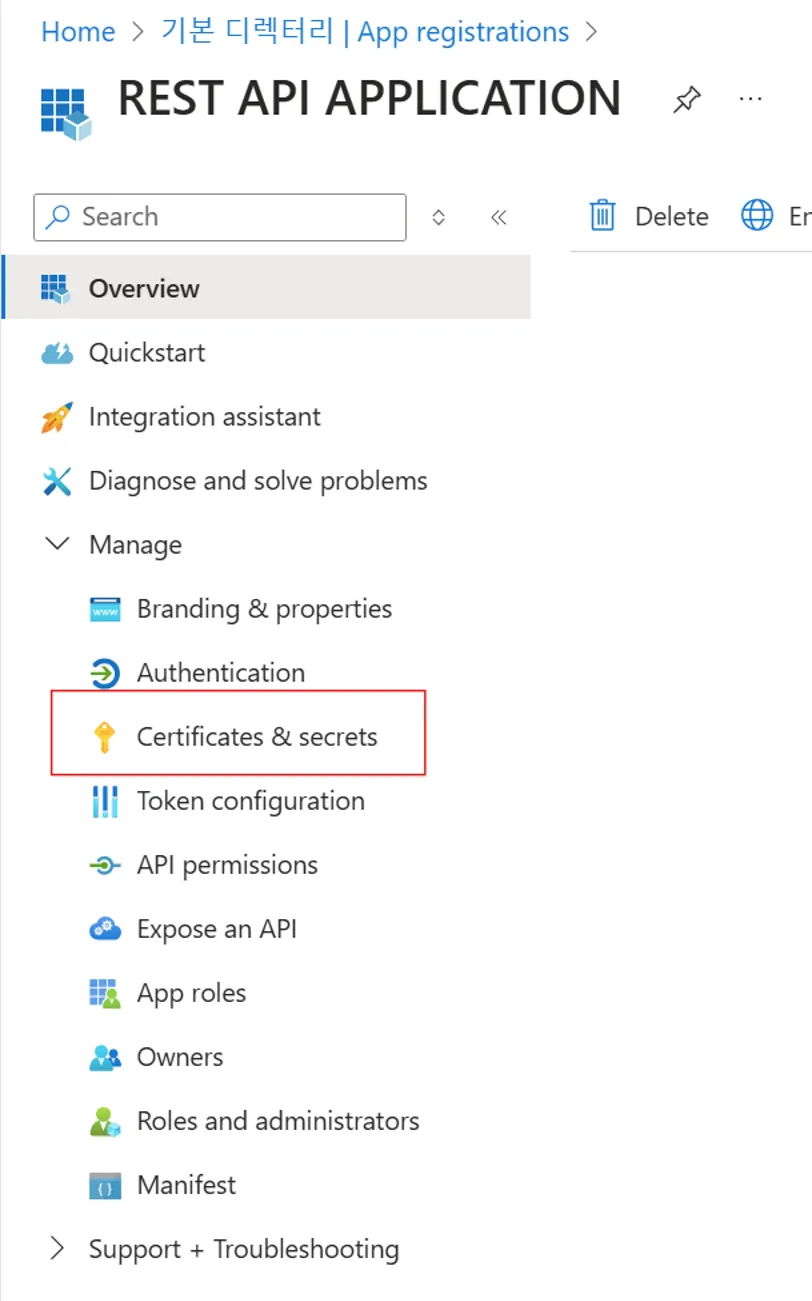 Home > 기본 디렉터리 | App registrations >
REST API APPLICATION
Search
Delete
Overview
Quickstart
Integration assistant
Diagnose and solve problems
Manage
www
Branding & properties
Authentication
Certificates & secrets
Token configuration
API permissions
Expose an API
App roles
Owners
Roles and administrators
Manifest
Support + Troubleshooting